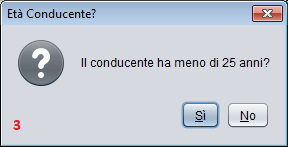 Età Conducente?
Il conducente ha meno di 25 anni?
Sì No
3